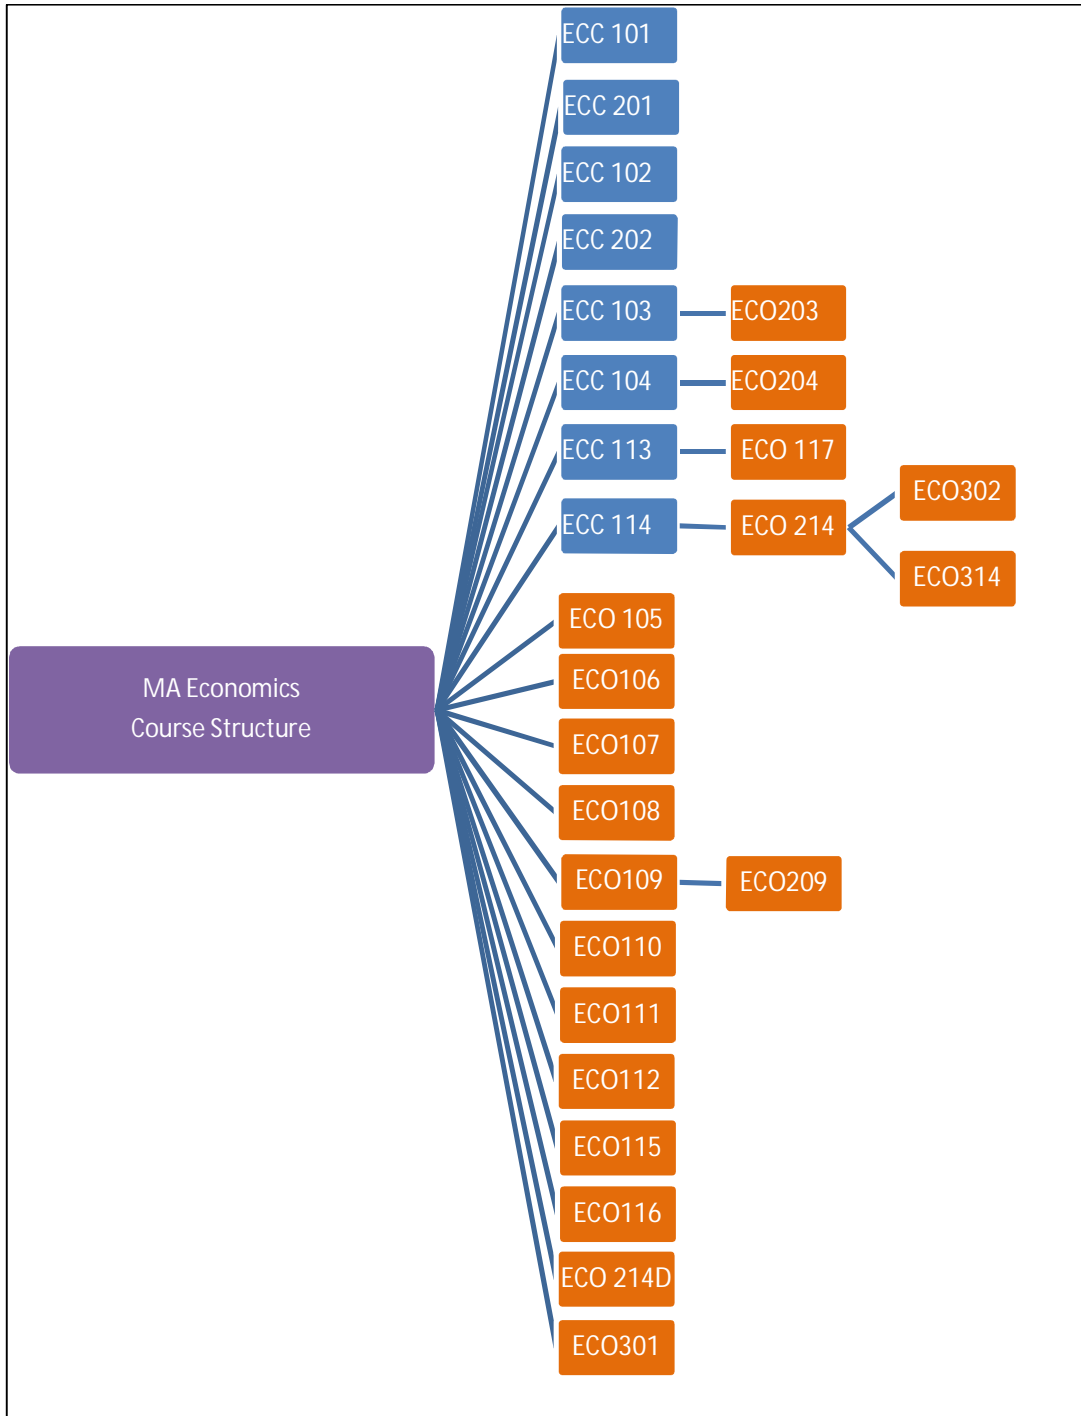 ECC 101
ECC 201
ECC 102
ECC 202
ECC 103
ECO203
ECC 104
ECO204
ECC 113
ECO 117
ECO302
ECC 114
ECO 214
ECO314
ECO 105
ECO106
MA Economics
Course Structure
ECO107
ECO108
ECO109
ECO209
ECO110
ECO111
ECO112
ECO115
ECO116
ECO 214D
ECO301